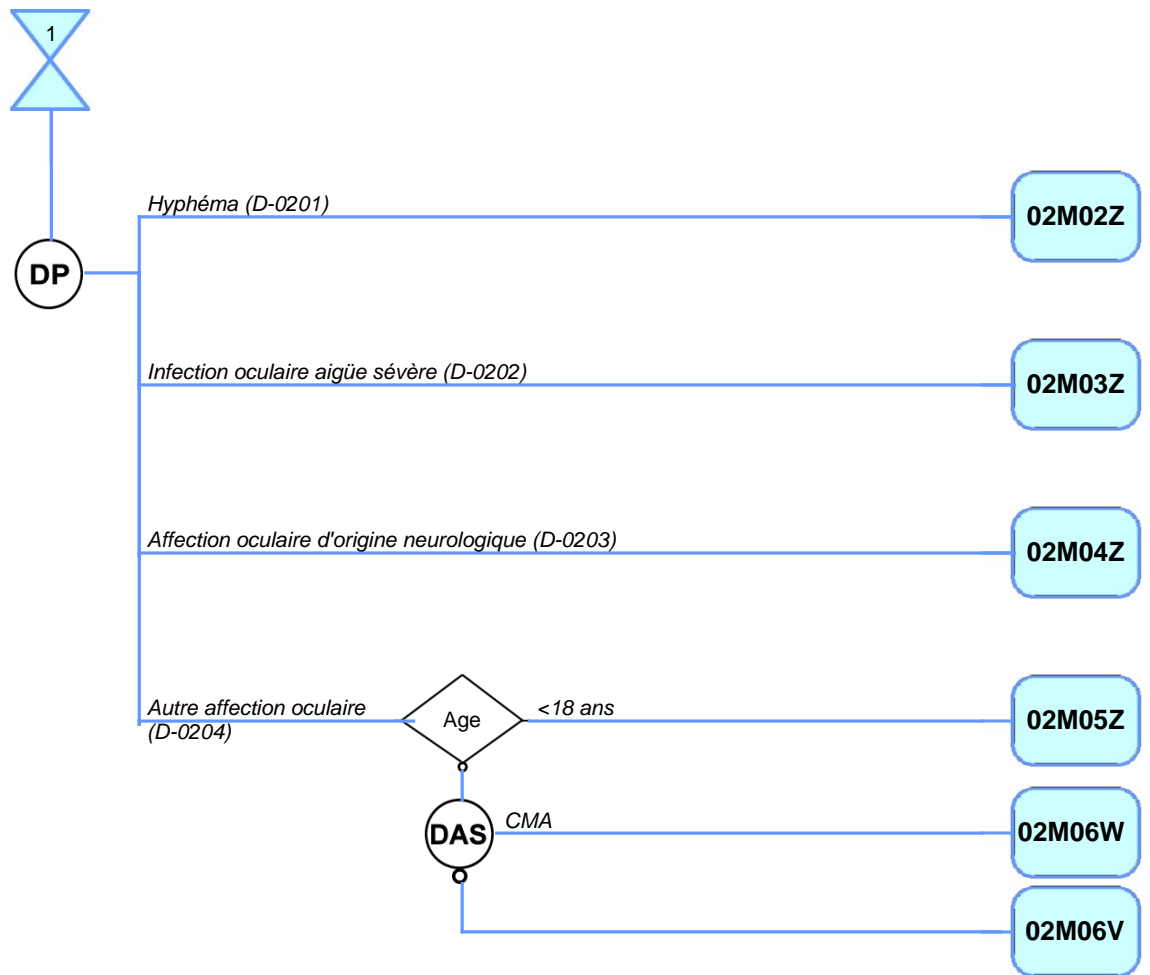 1
Hyphéma (D-0201)
02M02Z
DP
Infection oculaire aigüe sévère (D-0202)
02M03Z
Affection oculaire d'origine neurologique (D-0203)
02M04Z
Autre affection oculaire
(D-0204)
Age
<18 ans
02M05Z
DAS
CMA
02M06W
02M06V